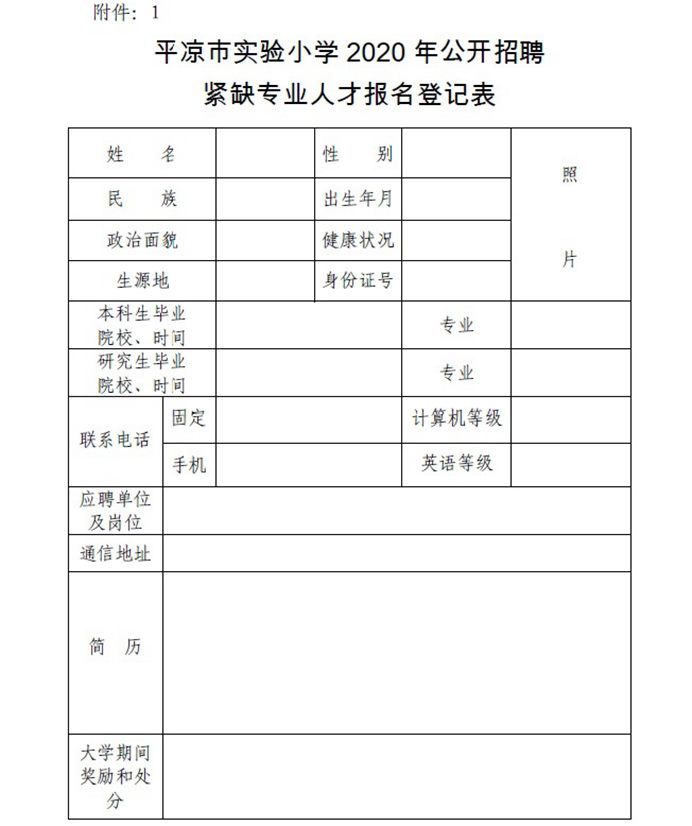 附件：1
平凉市实验小学 2020 年公开招聘
紧缺专业人才报名登记表
姓 名
性 别
照
片
民 族
出生年月
政治面貌
健康状况
生源地
身份证号
本科生毕业
院校、时间
专业
研究生毕业
院校、时间
专业
联系电话
固定
计算机等级
手机
英语等级
应聘单位
及岗位
通信地址
简 历
大学期间
奖励和处
分